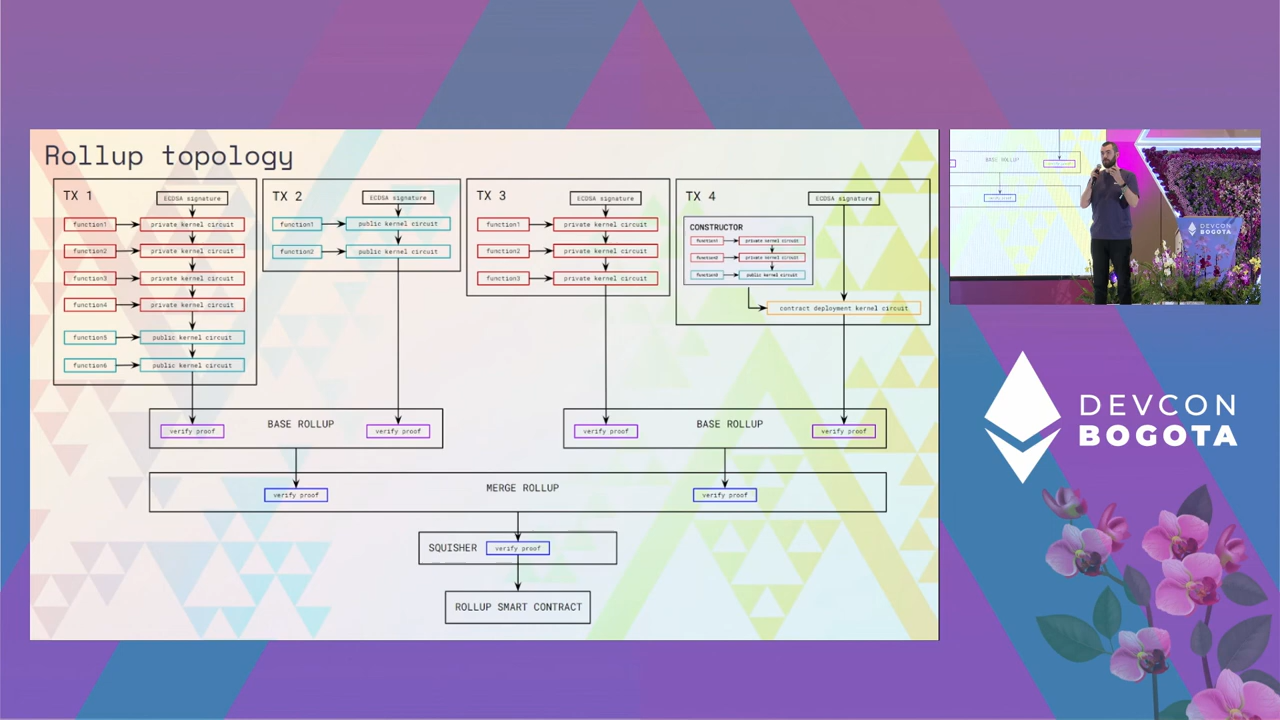 Rollup topology
TX 1
ECDSA signature
function1
private kernel circuit
function2
private kernel circuit
function3
private kernel circuit
function4
private kernel circuit
function5
public kernel circuit
function6
public kernel circuit
TX 2
ECDSA signature
function1
public kernel circuit
function2
public kernel circuit
TX 3
ECDSA signature
function1
private kernel circuit
function2
private kernel circuit
function3
private kernel circuit
TX 4
ECDSA signature
CONSTRUCTOR
function1
private kernel circuit
private kernel circuit
public kernel circuit
contract deployment kernel circuit
BASE ROLLUP
verify proof
verify proof
BASE ROLLUP
verify proof
verify proof
MERGE ROLLUP
verify proof
verify proof
SQUISHER
verify proof
ROLLUP SMART CONTRACT
BASE ROLLUP
DEVCON
BOGOTA
DEVCON
BOGOTA